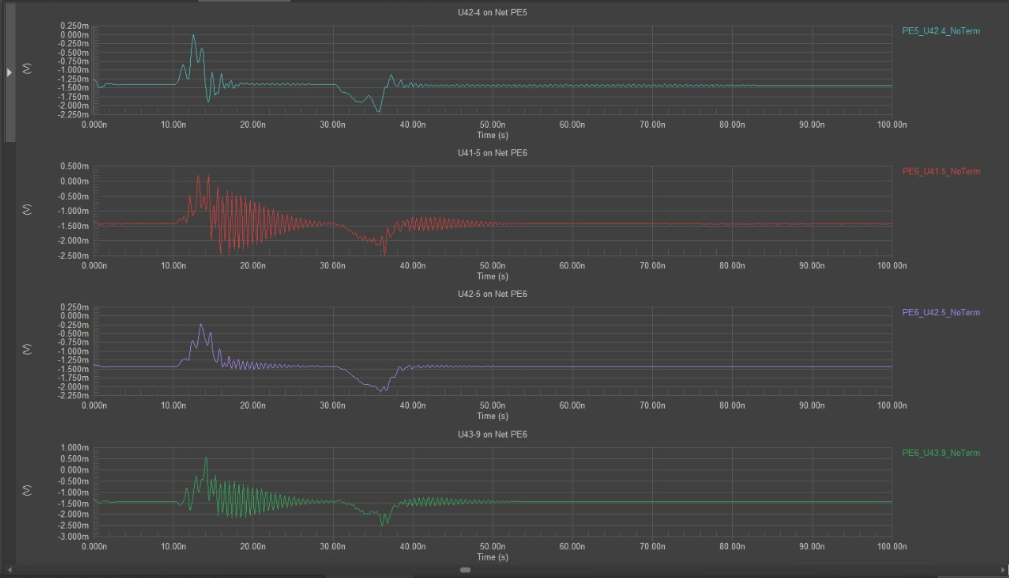 U42-4 on Net PE5
0.250m
0.000m
-0.250m
-0.500m
-0.750m
-1.000m
-1.250m
-1.500m
-1.750m
-2.000m
-2.250m
(V)
PE5_U42.4_NoTerm
0.000n 10.00n 20.00n 30.00n 40.00n 50.00n 60.00n 70.00n 80.00n 90.00n 100.00n
Time (s)
U41-5 on Net PE6
0.500m
0.000m
-0.500m
-1.000m
-1.500m
-2.000m
-2.500m
(V)
PE6_U41.5_NoTerm
0.000n 10.00n 20.00n 30.00n 40.00n 50.00n 60.00n 70.00n 80.00n 90.00n 100.00n
Time (s)
U42-5 on Net PE6
0.250m
0.000m
-0.250m
-0.500m
-0.750m
-1.000m
-1.250m
-1.500m
-1.750m
-2.000m
-2.250m
(V)
PE6_U42.5_NoTerm
0.000n 10.00n 20.00n 30.00n 40.00n 50.00n 60.00n 70.00n 80.00n 90.00n 100.00n
Time (s)
U43-9 on Net PE6
1.000m
0.500m
0.000m
-0.500m
-1.000m
-1.500m
-2.000m
-2.500m
-3.000m
(V)
PE6_U43.9_NoTerm
0.000n 10.00n 20.00n 30.00n 40.00n 50.00n 60.00n 70.00n 80.00n 90.00n 100.00n
Time (s)